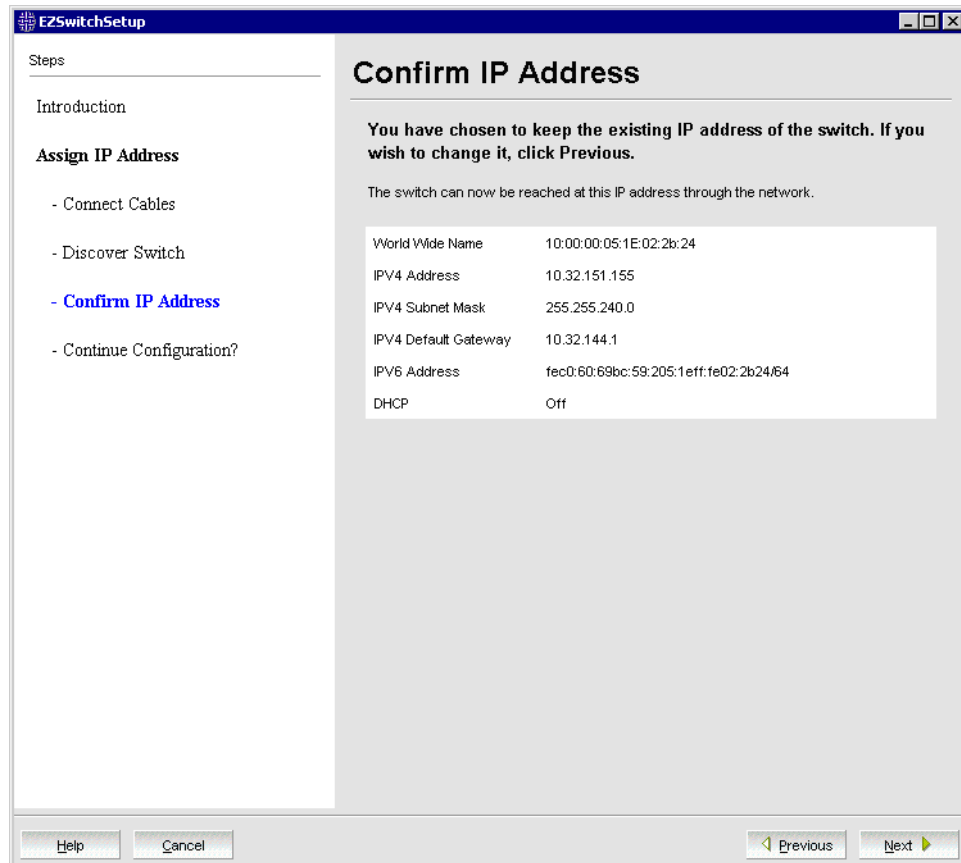 EZSwitchSetup
Steps
Introduction
Assign IP Address
- Connect Cables
- Discover Switch
- Confirm IP Address
- Continue Configuration?
Confirm IP Address
You have chosen to keep the existing IP address of the switch. If you
wish to change it, click Previous.
The switch can now be reached at this IP address through the network.
World Wide Name 10:00:00:05:1E:02:2b:24
IPV4 Address 10.32.151.155
IPV4 Subnet Mask 255.255.240.0
IPV4 Default Gateway 10.32.144.1
IPV6 Address fec0:60:69bc:59:205:1eff:fe02:2b24/64
DHCP Off
Help Cancel Previous Next